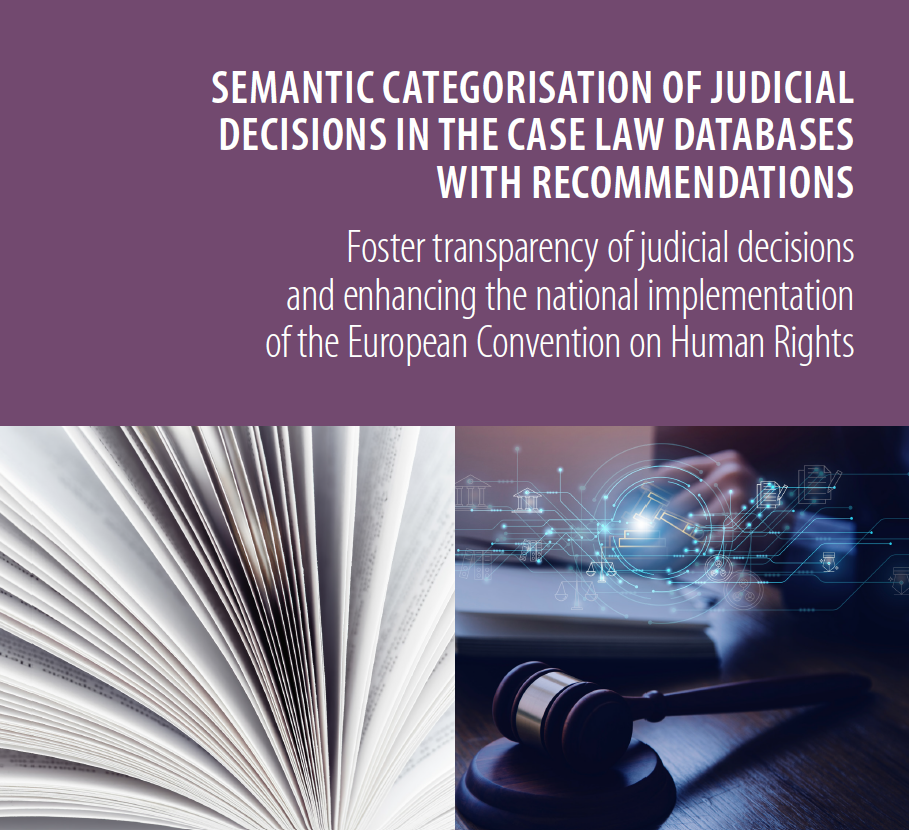 SEMANTIC CATEGORISATION OF JUDICIAL
DECISIONS IN THE CASE LAW DATABASES
WITH RECOMMENDATIONS
Foster transparency of judicial decisions
and enhancing the national implementation
of the European Convention on Human Rights